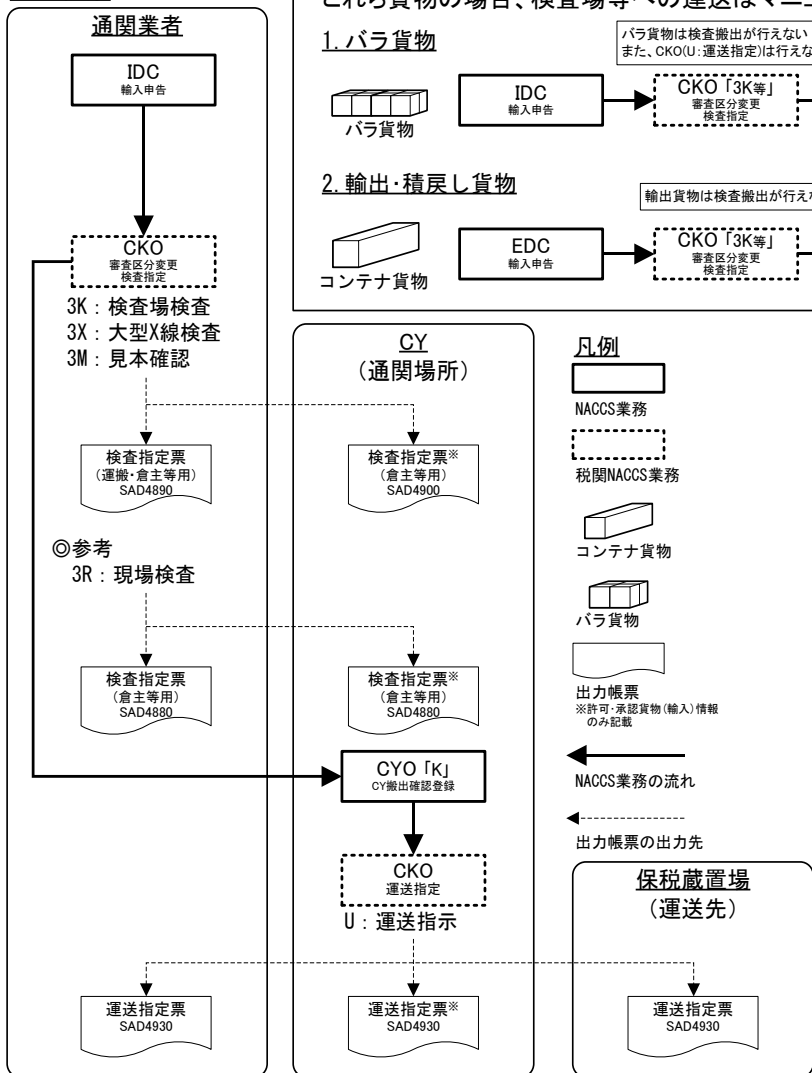 これら貨物の場合、検査場等への運送はマニュ
通関業者
IDC
輸入申告
CKO
審査区分変更
検査指定
3K：検査場検査
3X：大型X線検査
3M：見本確認
検査指定票
（運搬・倉主等用）
SAD4890
◎参考
3R：現場検査
検査指定票
（倉主等用）
SAD4880
運送指定票
SAD4930
1.バラ貨物
バラ貨物は検査搬出が行えない
また、CKO(U：運送指定)は行えな
バラ貨物
IDC
輸入申告
CKO「3K等」
審査区分変更
検査指定
2.輸出・積戻し貨物
輸出貨物は検査搬出が行えな
コンテナ貨物
EDC
輸入申告
CKO「3K等」
審査区分変更
検査指定
CY
（通関場所）
検査指定票※
（倉主等用）
SAD4900
検査指定票※
（倉主等用）
SAD4880
CYO「K」
CY搬出確認登録
CKO
運送指定
U：運送指示
運送指定票※
SAD4930
凡例
NACCS業務
税関NACCS業務
コンテナ貨物
バラ貨物
出力帳票
※許可・承認貨物(輸入)情報
のみ記載
NACCS業務の流れ
出力帳票の出力先
保税蔵置場
（運送先）
運送指定票
SAD4930